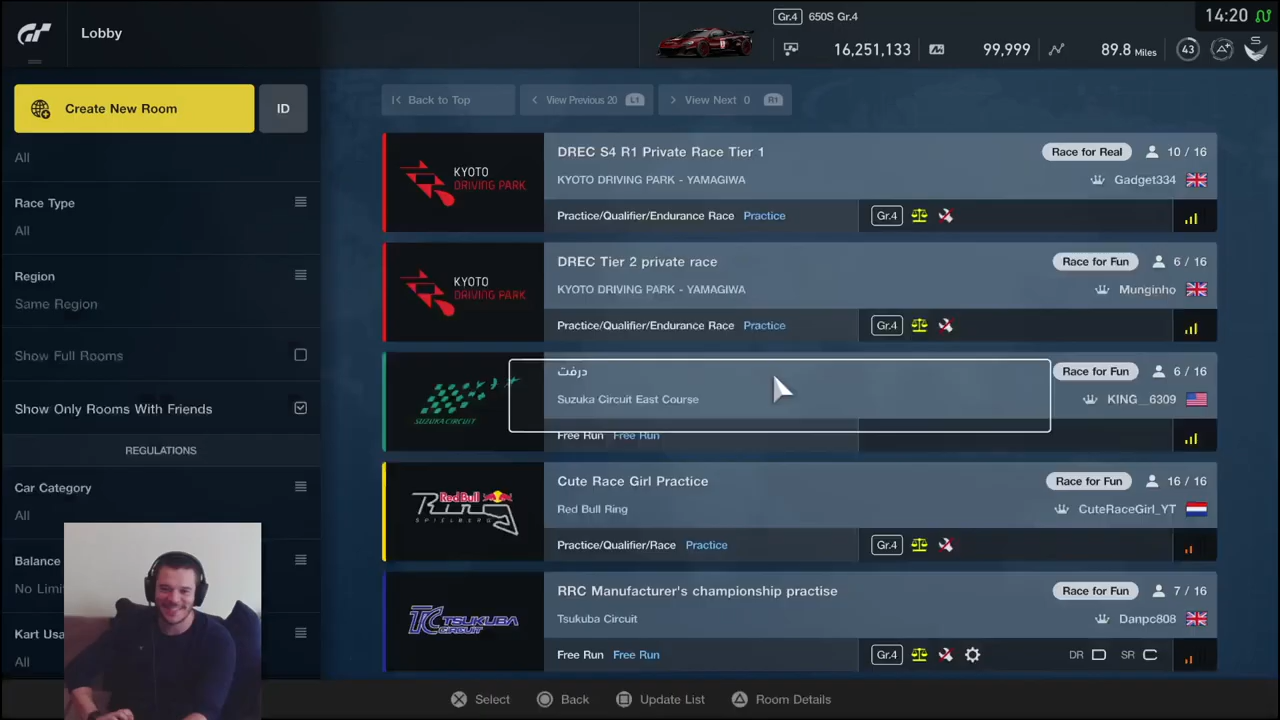 14:20
Lobby
Gr.4 650S Gr.4
16,251,133 99,999 89.8 Miles 43 S
Create New Room ID
All
Race Type
All
Region
Same Region
Show Full Rooms
Show Only Rooms With Friends
REGULATIONS
Car Category
All
Balance
No Limi
Kart Usa
All
Back to Top View Previous 20 L1 View Next 0 R1
KYOTO
DRIVING PARK
DREC S4 R1 Private Race Tier 1 Race for Real 10 / 16
KYOTO DRIVING PARK - YAMAGIWA Gadget334
Practice/Qualifier/Endurance Race Practice Gr.4
KYOTO
DRIVING PARK
DREC Tier 2 private race Race for Fun 6 / 16
KYOTO DRIVING PARK - YAMAGIWA Munginho
Practice/Qualifier/Endurance Race Practice Gr.4
SUZUKA CIRCUIT
درفت Race for Fun 6 / 16
Suzuka Circuit East Course KING__6309
Free Run Free Run
Red Bull
Ring
SPIELBERG
Cute Race Girl Practice Race for Fun 16 / 16
Red Bull Ring CuteRaceGirl_YT
Practice/Qualifier/Race Practice Gr.4
TC TSUKUBA
CIRCUIT
RRC Manufacturer's championship practise Race for Fun 7 / 16
Tsukuba Circuit Danpc808
Free Run Free Run Gr.4 DR D SR C
Select Back Update List Room Details